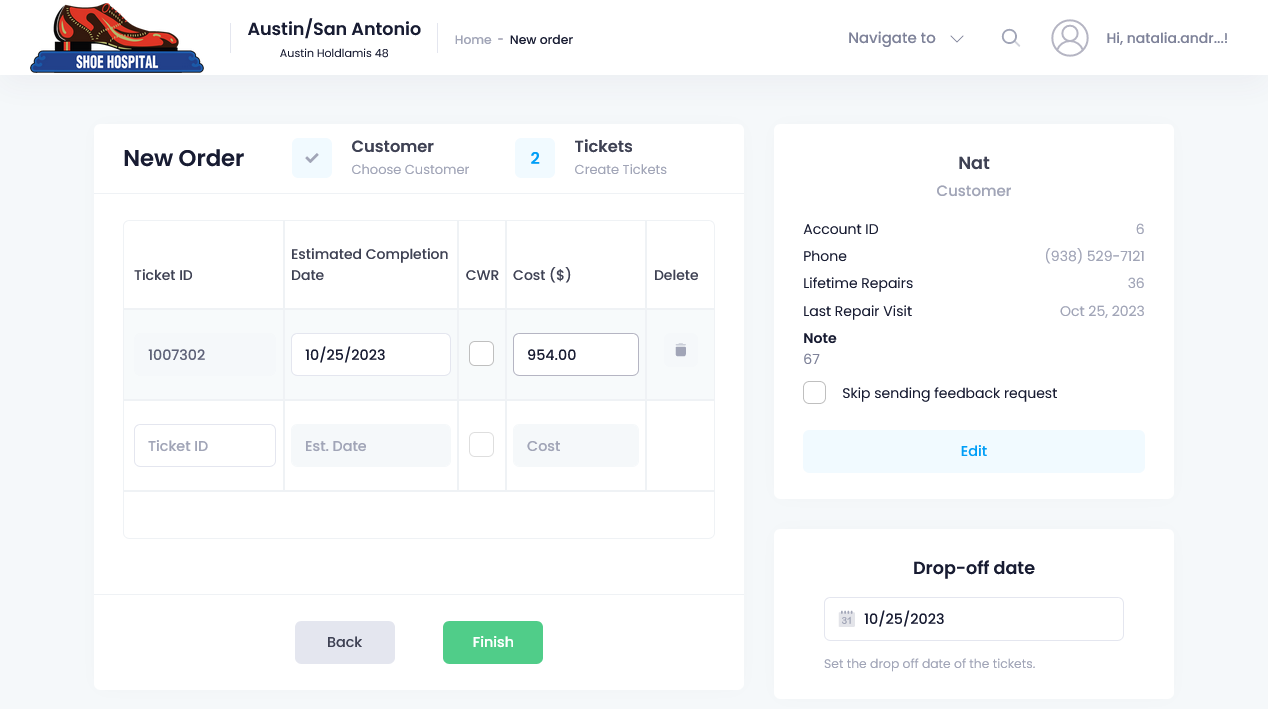 SHOE HOSPITAL
Austin/San Antonio
Austin Holdlamis 48
Home - New order
Navigate to
Hi, natalia.andr...!
New Order
Customer
Choose Customer
2
Tickets
Create Tickets
Ticket ID
Estimated Completion
Date
CWR
Cost ($)
Delete
1007302
10/25/2023
954.00
Ticket ID
Est. Date
Cost
Back
Finish
Nat
Customer
Account ID 6
Phone (938) 529-7121
Lifetime Repairs 36
Last Repair Visit Oct 25, 2023
Note
67
Skip sending feedback request
Edit
Drop-off date
31
10/25/2023
Set the drop off date of the tickets.